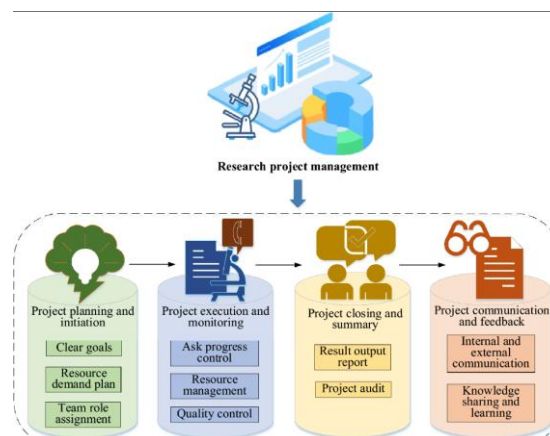 Research project management
Project planning and
initiation
Clear goals
Resource
demand plan
Team role
assignment
Project execution and
monitoring
Ask progress
control
Resource
management
Quality control
Project closing and
summary
Result output
report
Project audit
Project communication
and feedback
Internal and
external
communication
Knowledge
sharing and
learning